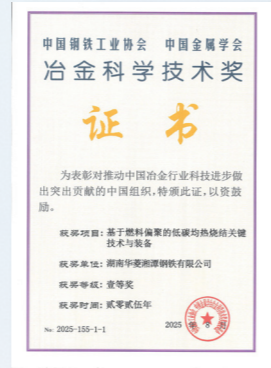 中国钢铁工业协会 中国金属学会
冶金科学技术奖
证书
为表彰对推动中国冶金行业科技进步做
出突出贡献的中国组织,特颁此证,以资鼓
励。
获奖项目:基于燃料偏聚的低碳均热烧结关键
技术与装备
获奖单位:湖南华菱湘潭钢铁有限公司
获奖等级:壹等奖
获奖时间:贰零贰伍年
No. 2025-155-1-1
2025 年 8 月